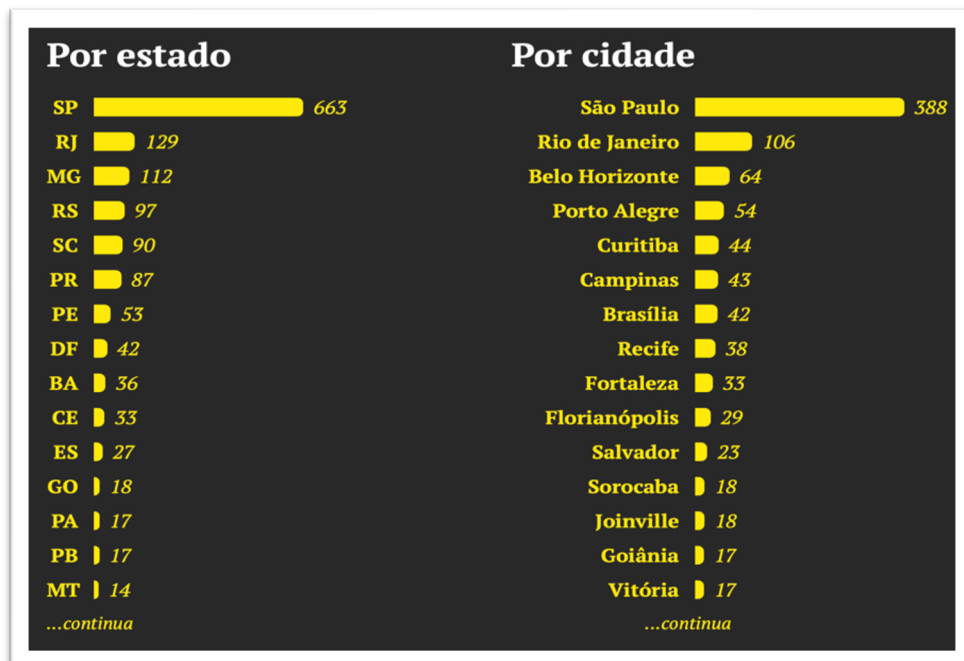 Por estado
SP 663
RJ 129
MG 112
RS 97
SC 90
PR 87
PE 53
DF 42
BA 36
CE 33
ES 27
GO 18
PA 17
PB 17
MT 14
...continua
Por cidade
São Paulo 388
Rio de Janeiro 106
Belo Horizonte 64
Porto Alegre 54
Curitiba 44
Campinas 43
Brasília 42
Recife 38
Fortaleza 33
Florianópolis 29
Salvador 23
Sorocaba 18
Joinville 18
Goiânia 17
Vitória 17
...continua